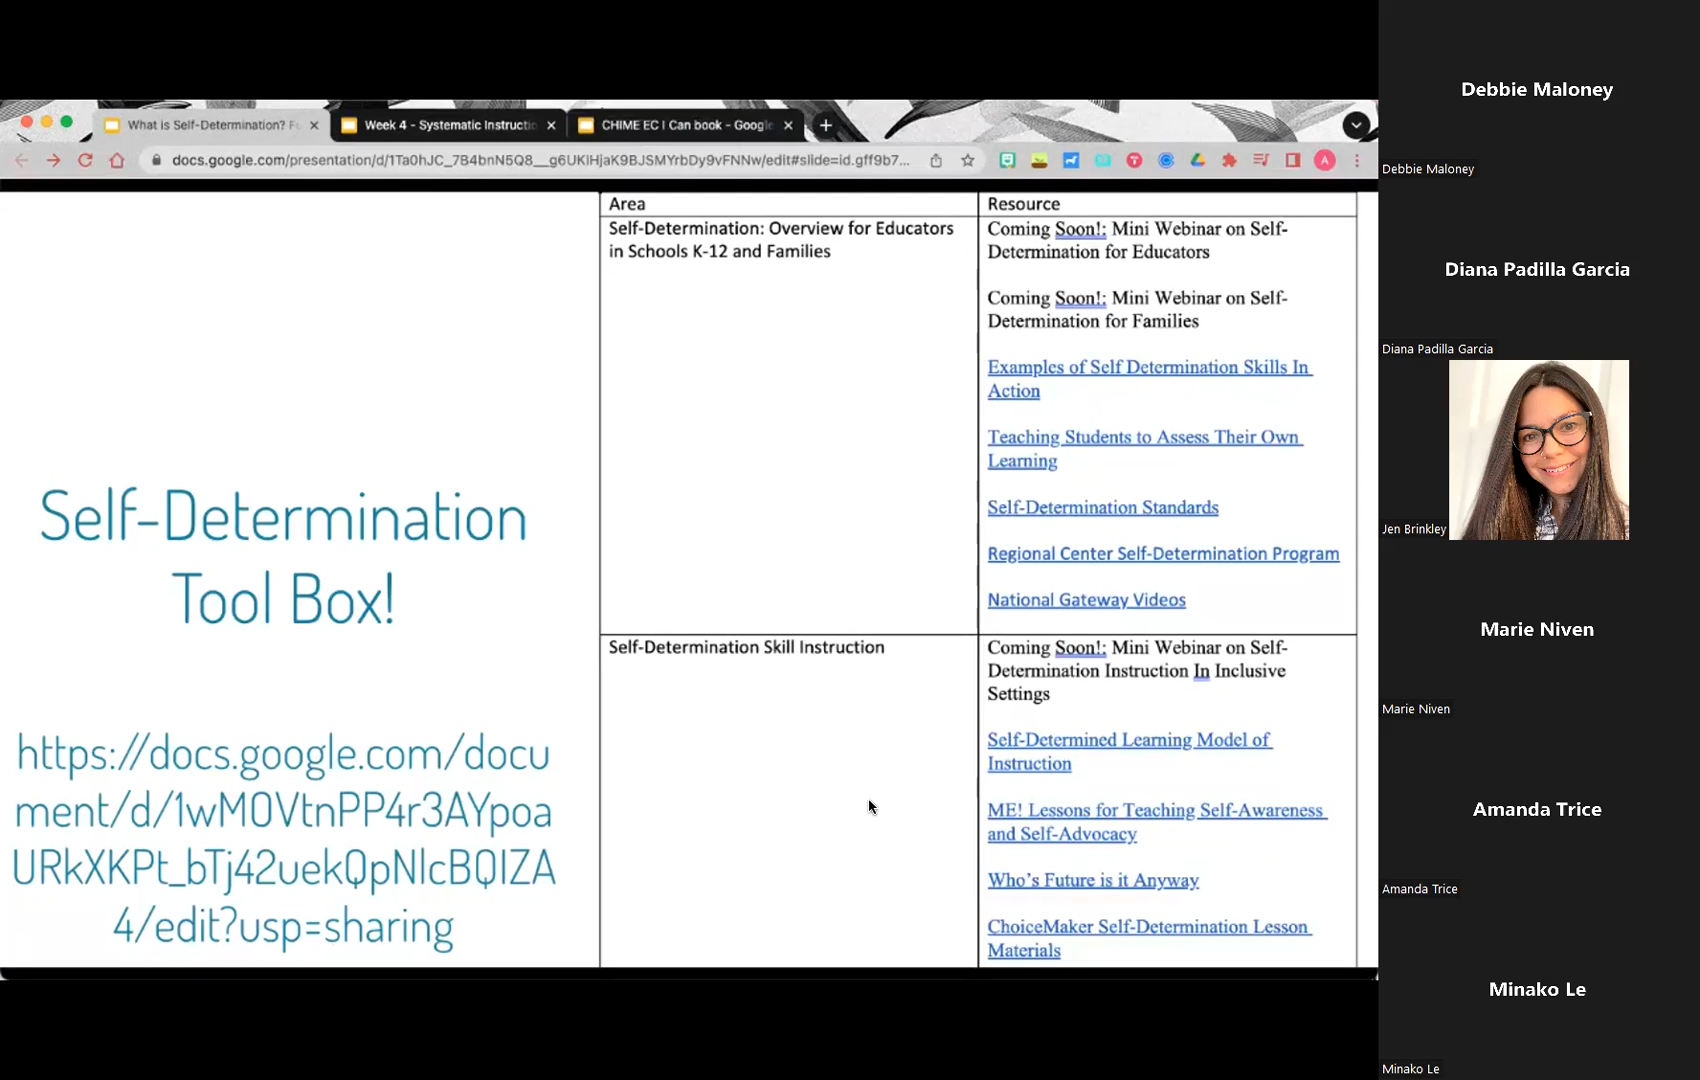 What is Self-Determination? F
Week 4 - Systematic Instructi
CHIME EC I Can book - Google
docs.google.com/presentation/d/1Ta0hJC_7B4bnN5Q8__g6UKlHjaK9BJSMYrbDy9vFNNw/edit#slide=id.gff9b7...
A
Self-Determination
Tool Box!
https://docs.google.com/docu
ment/d/1wM0VtnPP4r3AYpoa
URkXKPt_bTj42uekQpNlcBQIZA
4/edit?usp=sharing
Area
Resource
Self-Determination: Overview for Educators
in Schools K-12 and Families
Coming Soon!: Mini Webinar on Self-
Determination for Educators
Coming Soon!: Mini Webinar on Self-
Determination for Families
Examples of Self Determination Skills In
Action
Teaching Students to Assess Their Own
Learning
Self-Determination Standards
Regional Center Self-Determination Program
National Gateway Videos
Self-Determination Skill Instruction
Coming Soon!: Mini Webinar on Self-
Determination Instruction In Inclusive
Settings
Self-Determined Learning Model of
Instruction
ME! Lessons for Teaching Self-Awareness
and Self-Advocacy
Who's Future is it Anyway
ChoiceMaker Self-Determination Lesson
Materials
Debbie Maloney
Debbie Maloney
Diana Padilla Garcia
Diana Padilla Garcia
Jen Brinkley
Marie Niven
Marie Niven
Amanda Trice
Amanda Trice
Minako Le
Minako Le